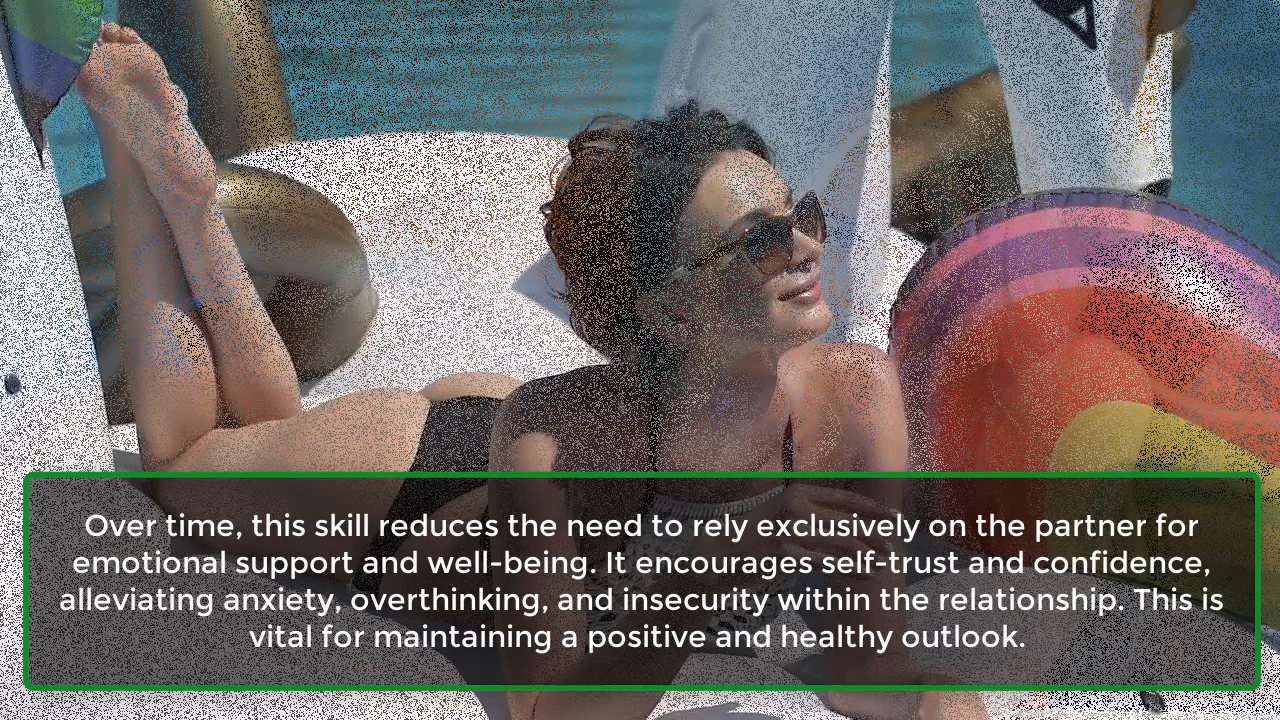 Over time, this skill reduces the need to rely exclusively on the partner for
emotional support and well-being. It encourages self-trust and confidence,
alleviating anxiety, overthinking, and insecurity within the relationship. This is
vital for maintaining a positive and healthy outlook.